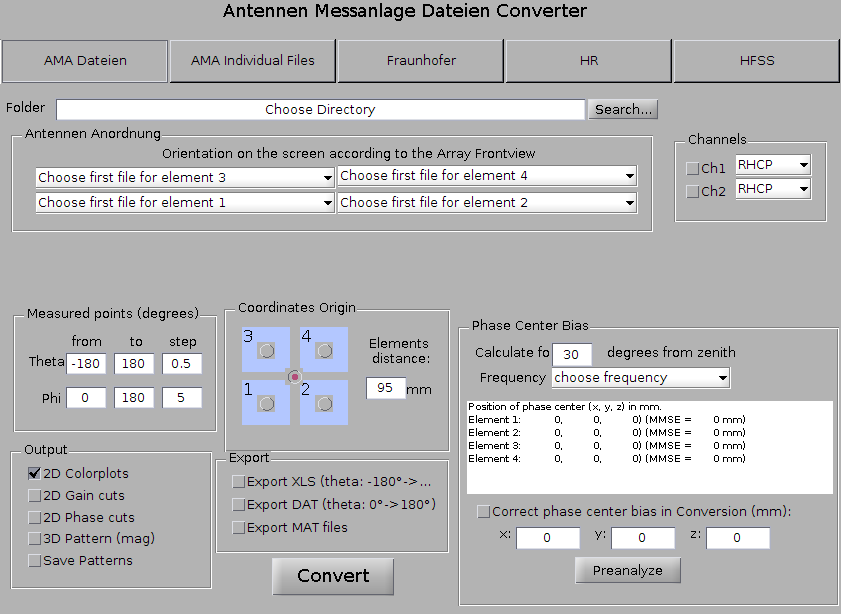 Antennen Messanlage Dateien Converter
AMA Dateien AMA Individual Files Fraunhofer HR HFSS
Folder Choose Directory Search...
Antennen Anordnung
Orientation on the screen according to the Array Frontview
Choose first file for element 3 Choose first file for element 4
Choose first file for element 1 Choose first file for element 2
Channels
Ch1 RHCP
Ch2 RHCP
Measured points (degrees)
from to step
Theta -180 180 0.5
Phi 0 180 5
Coordinates Origin
3 4
1 2
Elements
distance:
95 mm
Phase Center Bias
Calculate fo 30 degrees from zenith
Frequency choose frequency
Position of phase center (x, y, z) in mm.
Element 1: 0, 0, 0) (MMSE = 0 mm)
Element 2: 0, 0, 0) (MMSE = 0 mm)
Element 3: 0, 0, 0) (MMSE = 0 mm)
Element 4: 0, 0, 0) (MMSE = 0 mm)
Correct phase center bias in Conversion (mm):
x: 0 y: 0 z: 0
Preanalyze
Output
2D Colorplots
2D Gain cuts
2D Phase cuts
3D Pattern (mag)
Save Patterns
Export
Export XLS (theta: -180°->...
Export DAT (theta: 0°->180°)
Export MAT files
Convert